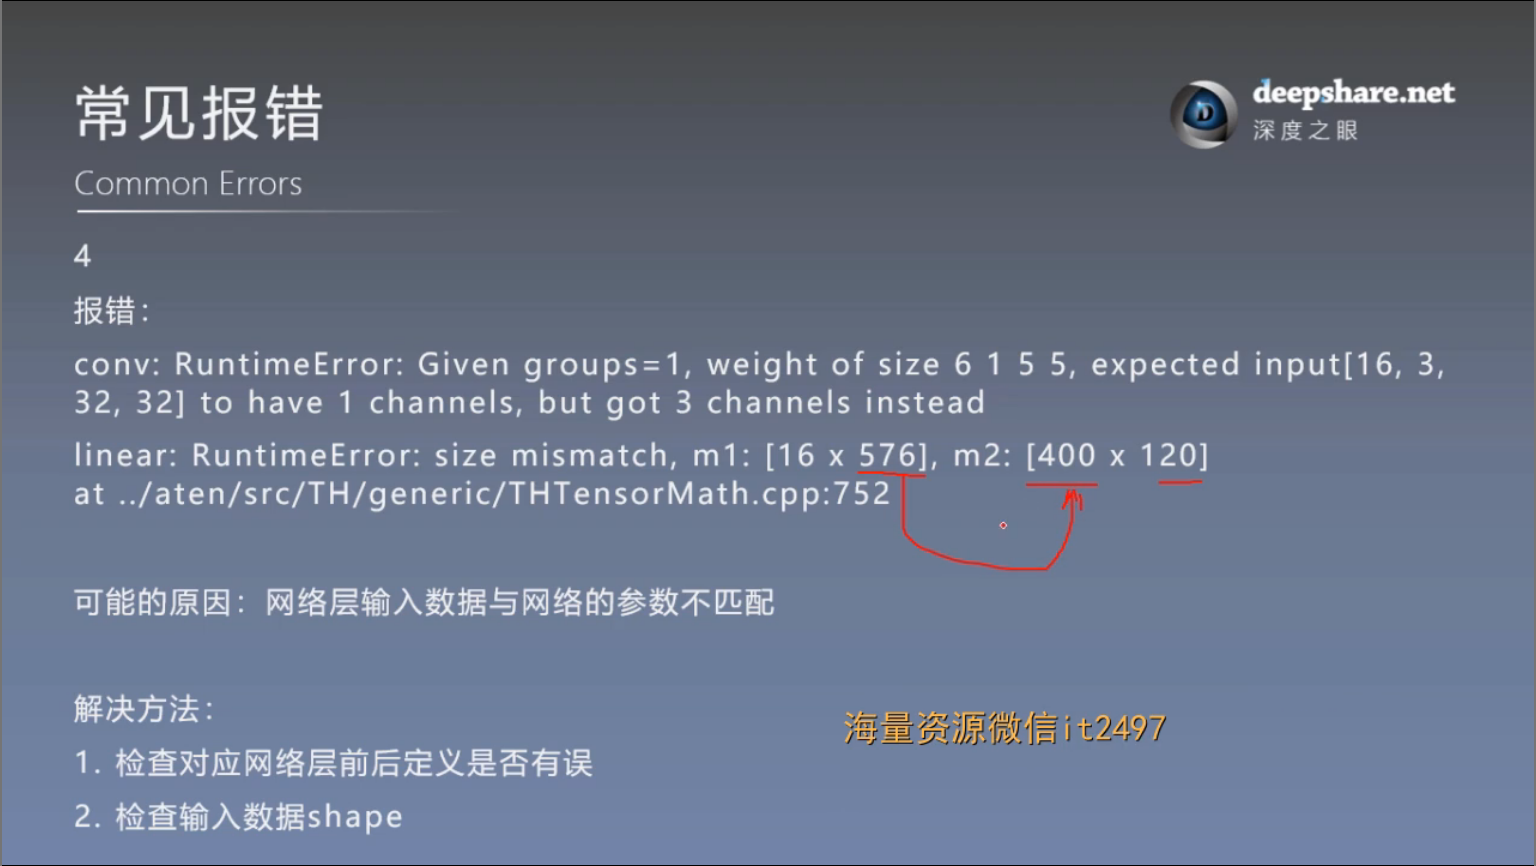 常见报错
deepshare.net
深度之眼
Common Errors
4
报错：
conv: RuntimeError: Given groups=1, weight of size 6 1 5 5, expected input[16, 3,
32, 32] to have 1 channels, but got 3 channels instead
linear: RuntimeError: size mismatch, m1: [16 x 576], m2: [400 x 120]
at ../aten/src/TH/generic/THTensorMath.cpp:752
可能的原因：网络层输入数据与网络的参数不匹配
解决方法：
海量资源微信it2497
1. 检查对应网络层前后定义是否有误
2. 检查输入数据shape